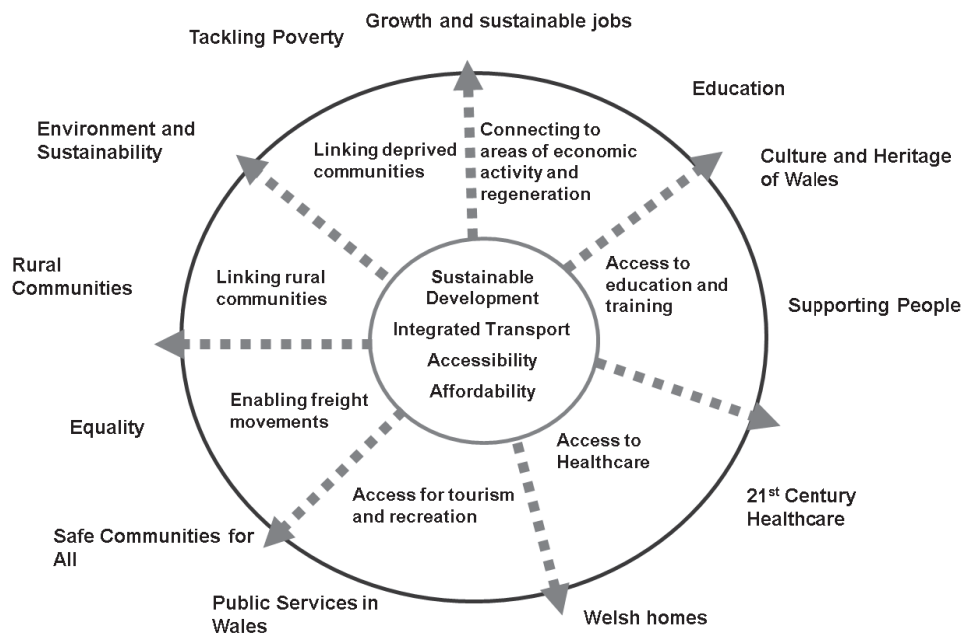 Growth and sustainable jobs
Tackling Poverty
Education
Environment and
Sustainability
Culture and Heritage
of Wales
Rural
Communities
Supporting People
Equality
21st Century
Healthcare
Safe Communities for
All
Public Services in
Wales
Welsh homes
Linking deprived
communities
Connecting to
areas of economic
activity and
regeneration
Linking rural
communities
Access to
education and
training
Enabling freight
movements
Access to
Healthcare
Access for tourism
and recreation
Sustainable
Development
Integrated Transport
Accessibility
Affordability